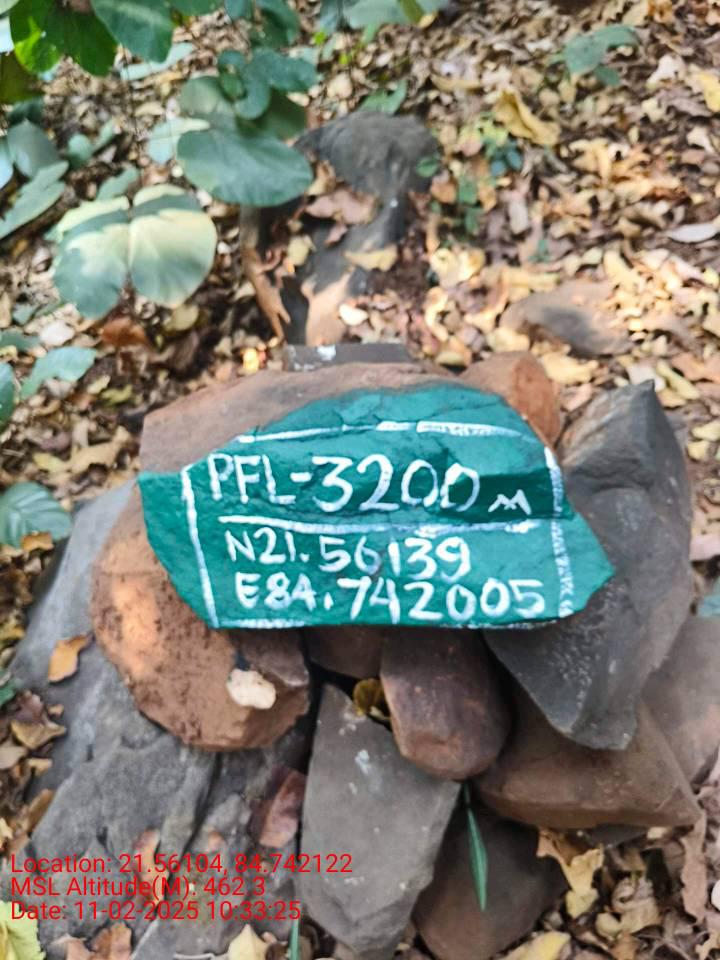 PFL-3200 M
N21.56139
E84.742005
Location: 21.56104, 84.742122
MSL Altitude(M): 462.3
Date: 11-02-2025 10:33:25